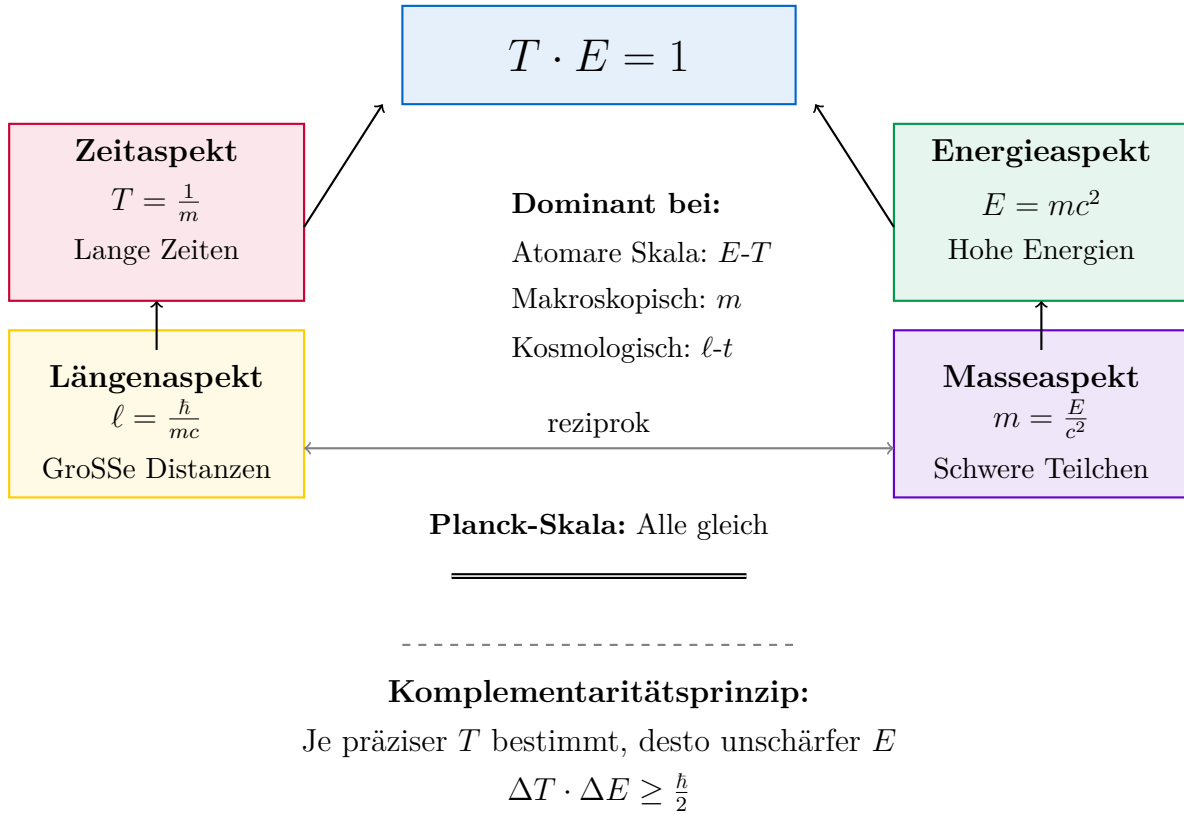 T · E = 1
Zeitaspekt
T = 1/m
Lange Zeiten
Energieaspekt
E = mc²
Hohe Energien
Dominant bei:
Atomare Skala: E-T
Makroskopisch: m
Kosmologisch: ℓ-t
Längenaspekt
ℓ = ħ/mc
GroSSe Distanzen
reziprok
Masseaspekt
m = E/c²
Schwere Teilchen
Planck-Skala: Alle gleich
Komplementaritätsprinzip:
Je präziser T bestimmt, desto unschärfer E
ΔT · ΔE ≥ ħ/2